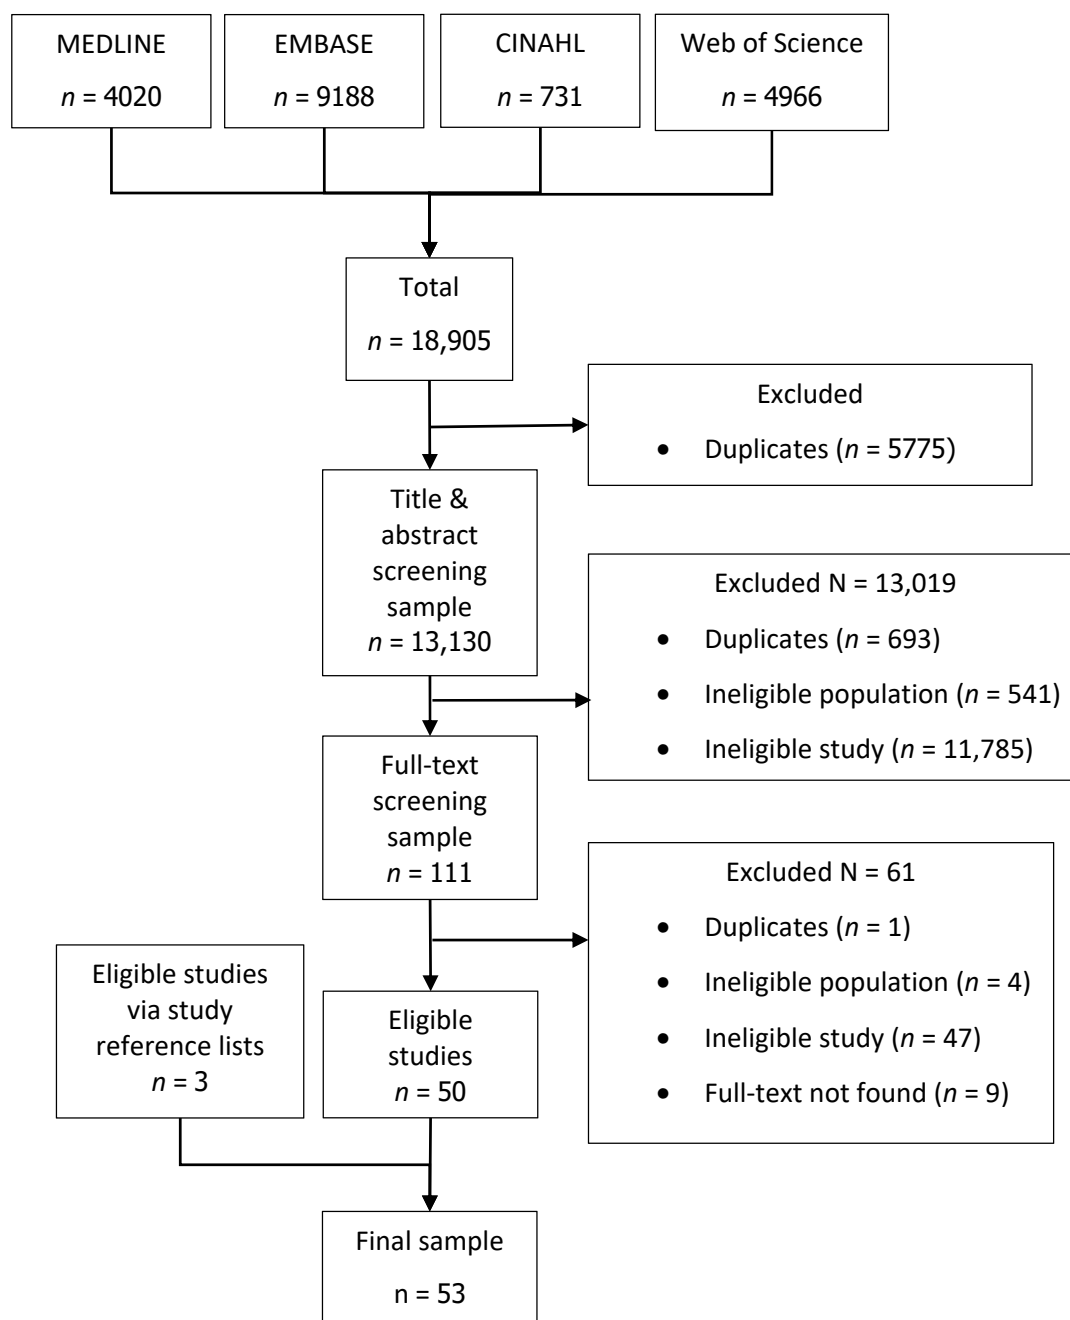 MEDLINE
n = 4020
EMBASE
n = 9188
CINAHL
n = 731
Web of Science
n = 4966
Total
n = 18,905
Excluded
• Duplicates (n = 5775)
Title &
abstract
screening
sample
n = 13,130
Excluded N = 13,019
• Duplicates (n = 693)
• Ineligible population (n = 541)
• Ineligible study (n = 11,785)
Full-text
screening
sample
n = 111
Excluded N = 61
• Duplicates (n = 1)
• Ineligible population (n = 4)
• Ineligible study (n = 47)
• Full-text not found (n = 9)
Eligible studies
via study
reference lists
n = 3
Eligible
studies
n = 50
Final sample
n = 53